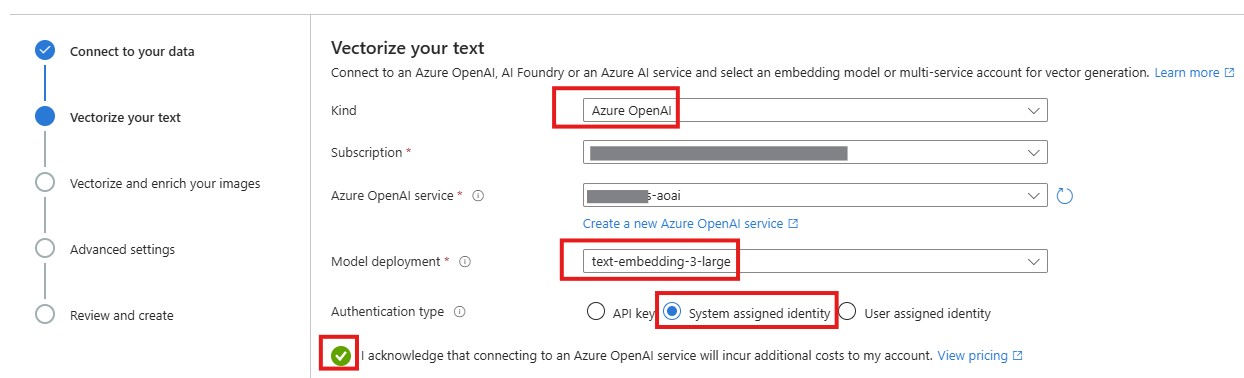 Connect to your data
Vectorize your text
Vectorize and enrich your images
Advanced settings
Review and create
Vectorize your text
Connect to an Azure OpenAI, AI Foundry or an Azure AI service and select an embedding model or multi-service account for vector generation. Learn more
Kind
Azure OpenAI
Subscription *
Azure OpenAI service *
s-aoai
Create a new Azure OpenAI service
Model deployment *
text-embedding-3-large
Authentication type
API key
System assigned identity
User assigned identity
I acknowledge that connecting to an Azure OpenAI service will incur additional costs to my account. View pricing